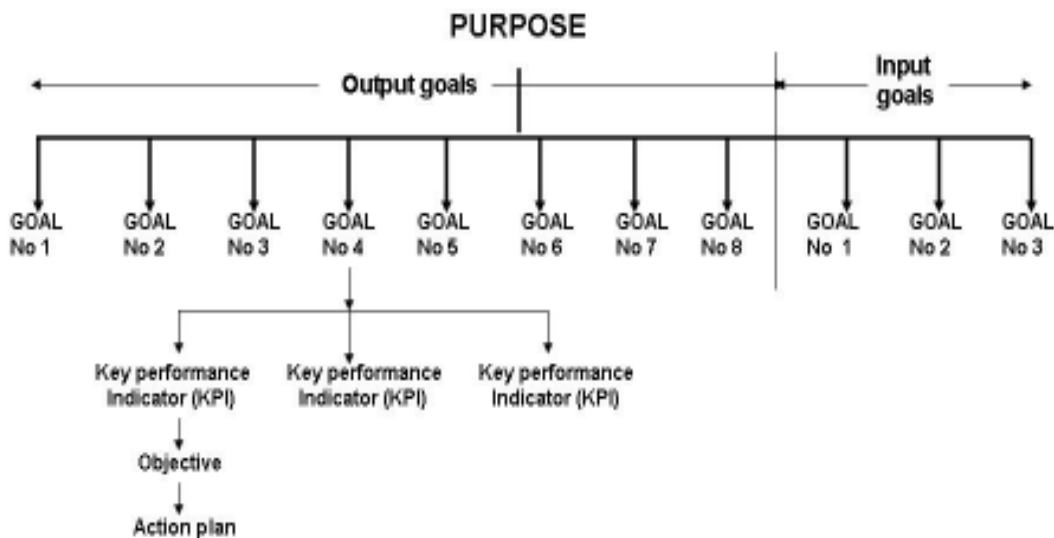 PURPOSE
Output goals
Input
goals
GOAL
No 1
GOAL
No 2
GOAL
No 3
GOAL
No 4
GOAL
No 5
GOAL
No 6
GOAL
No 7
GOAL
No 8
GOAL
No 1
GOAL
No 2
GOAL
No 3
Key performance
Indicator (KPI)
Key performance
Indicator (KPI)
Key performance
Indicator (KPI)
Objective
Action plan